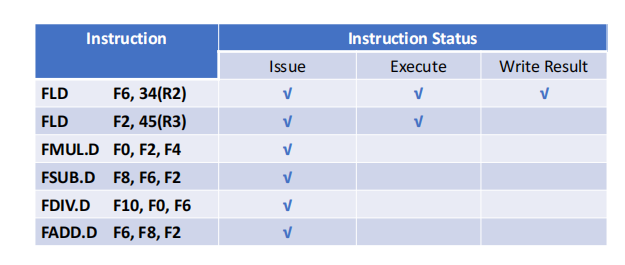 Instruction Instruction Status
Issue Execute Write Result
FLD F6, 34(R2) √ √ √
FLD F2, 45(R3) √ √
FMUL.D F0, F2, F4 √
FSUB.D F8, F6, F2 √
FDIV.D F10, F0, F6 √
FADD.D F6, F8, F2 √